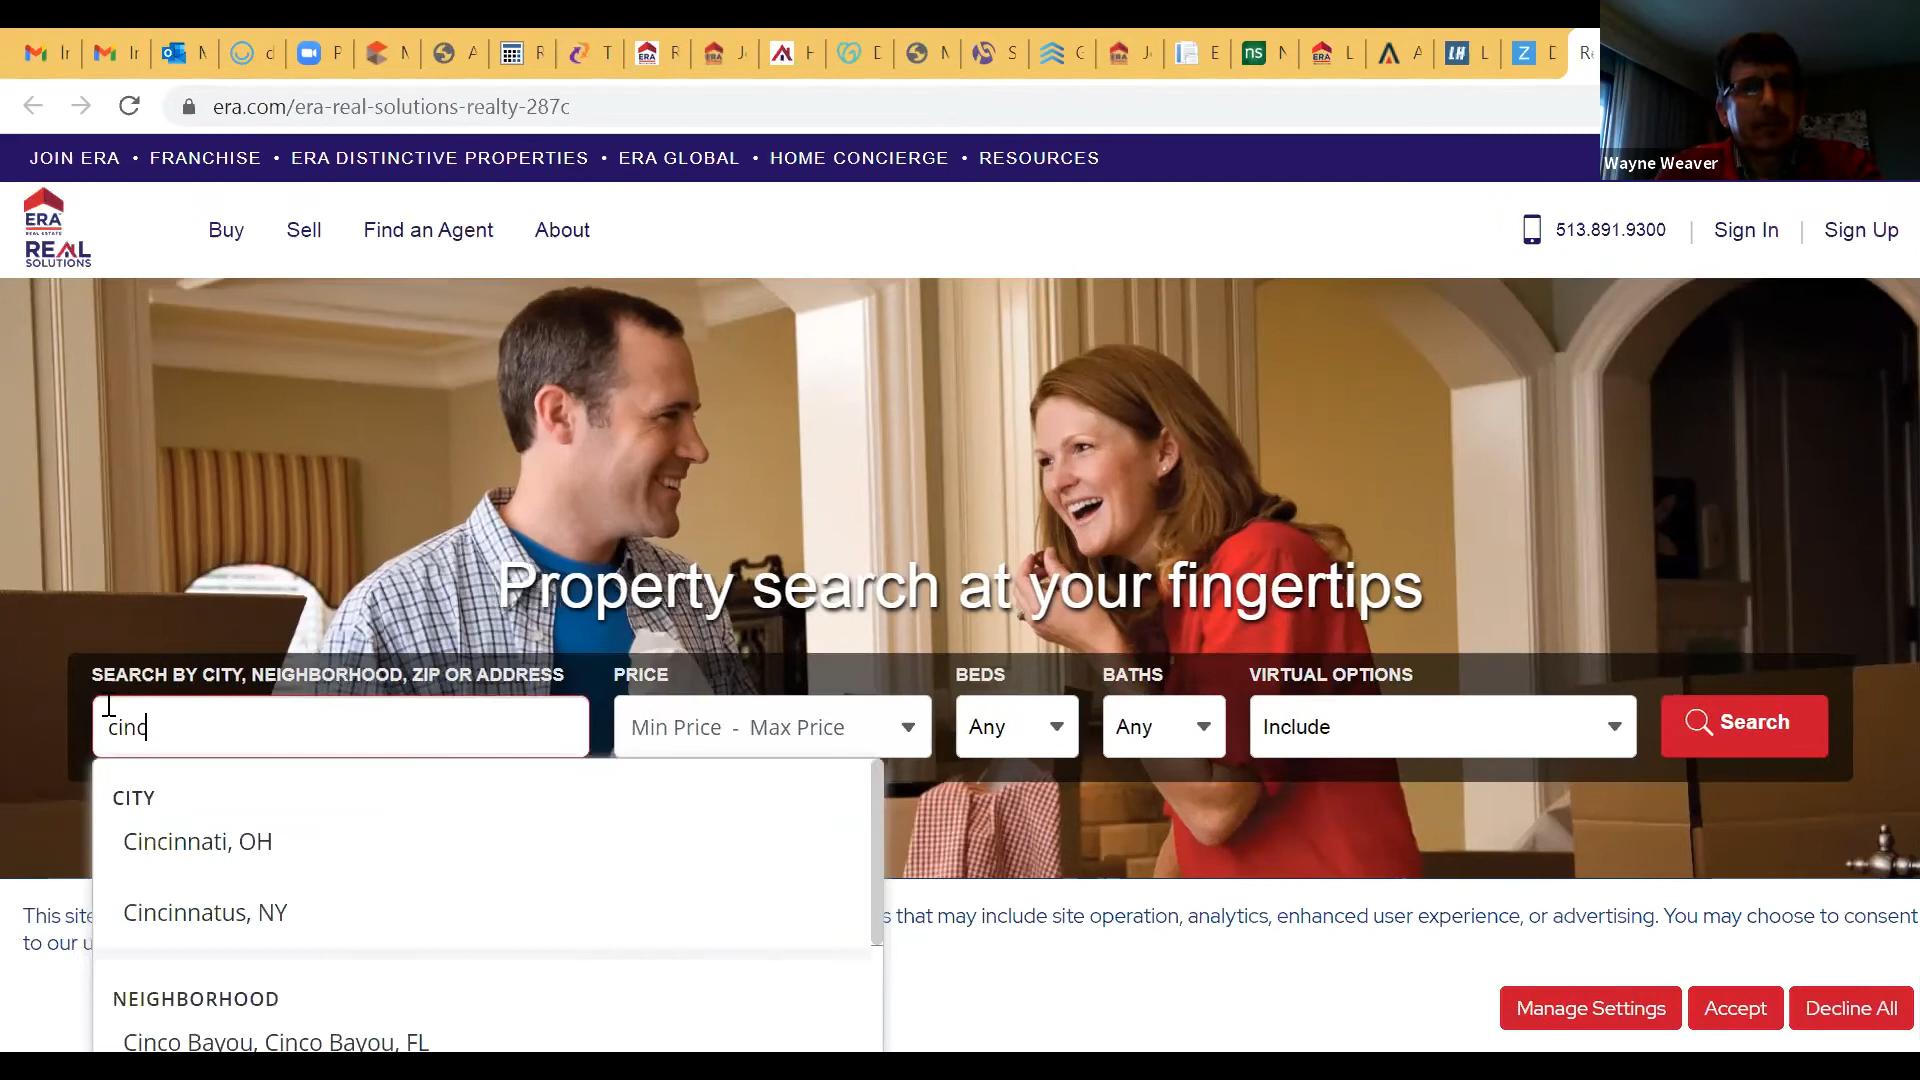 era.com/era-real-solutions-realty-287c
JOIN ERA • FRANCHISE • ERA DISTINCTIVE PROPERTIES • ERA GLOBAL • HOME CONCIERGE • RESOURCES
Wayne Weaver
ERA
REAL ESTATE
REAL
SOLUTIONS
Buy Sell Find an Agent About
513.891.9300 | Sign In | Sign Up
Property search at your fingertips
SEARCH BY CITY, NEIGHBORHOOD, ZIP OR ADDRESS PRICE BEDS BATHS VIRTUAL OPTIONS
cinc Min Price - Max Price Any Any Include Search
CITY
Cincinnati, OH
Cincinnatus, NY
This site s that may include site operation, analytics, enhanced user experience, or advertising. You may choose to consent
to our u
NEIGHBORHOOD
Manage Settings Accept Decline All
Cinco Bayou, Cinco Bayou, FL